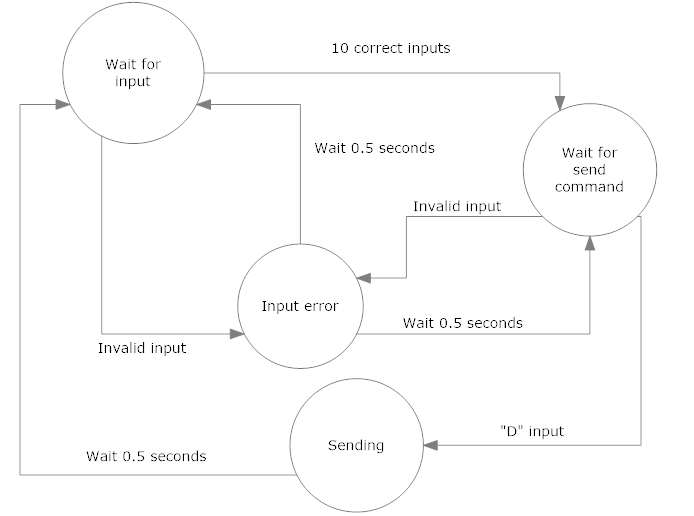 Wait for
input
10 correct inputs
Wait 0.5 seconds
Wait for
send
command
Invalid input
Input error
Wait 0.5 seconds
Invalid input
"D" input
Sending
Wait 0.5 seconds